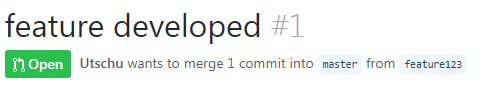 feature developed #1
Open Utschu wants to merge 1 commit into master from feature123